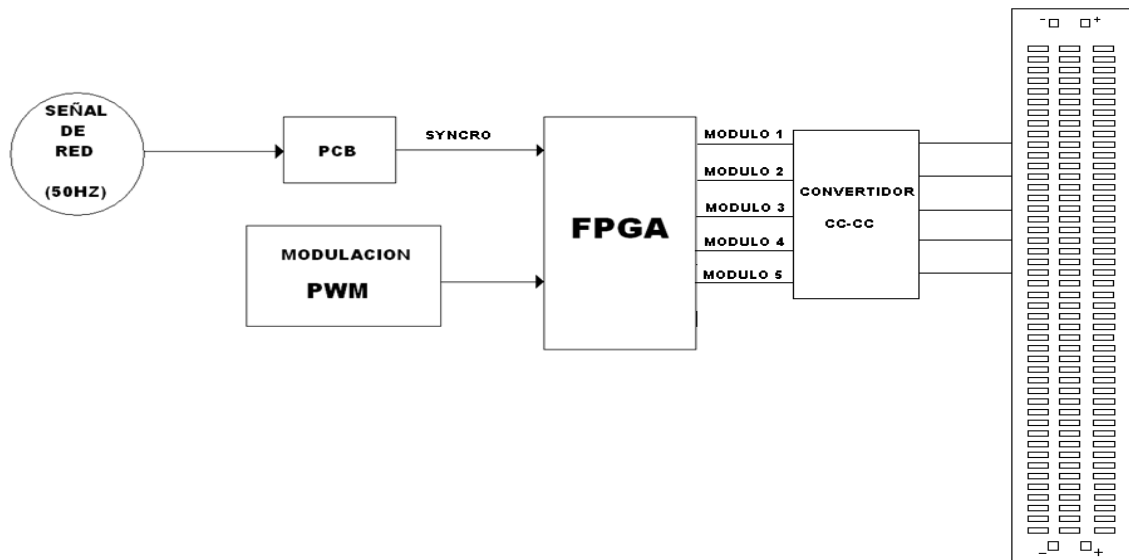 SEÑAL
DE
RED
(50HZ)
PCB
SYNCRO
MODULACION
PWM
FPGA
MODULO 1
MODULO 2
MODULO 3
MODULO 4
MODULO 5
CONVERTIDOR
CC-CC
- +
- +